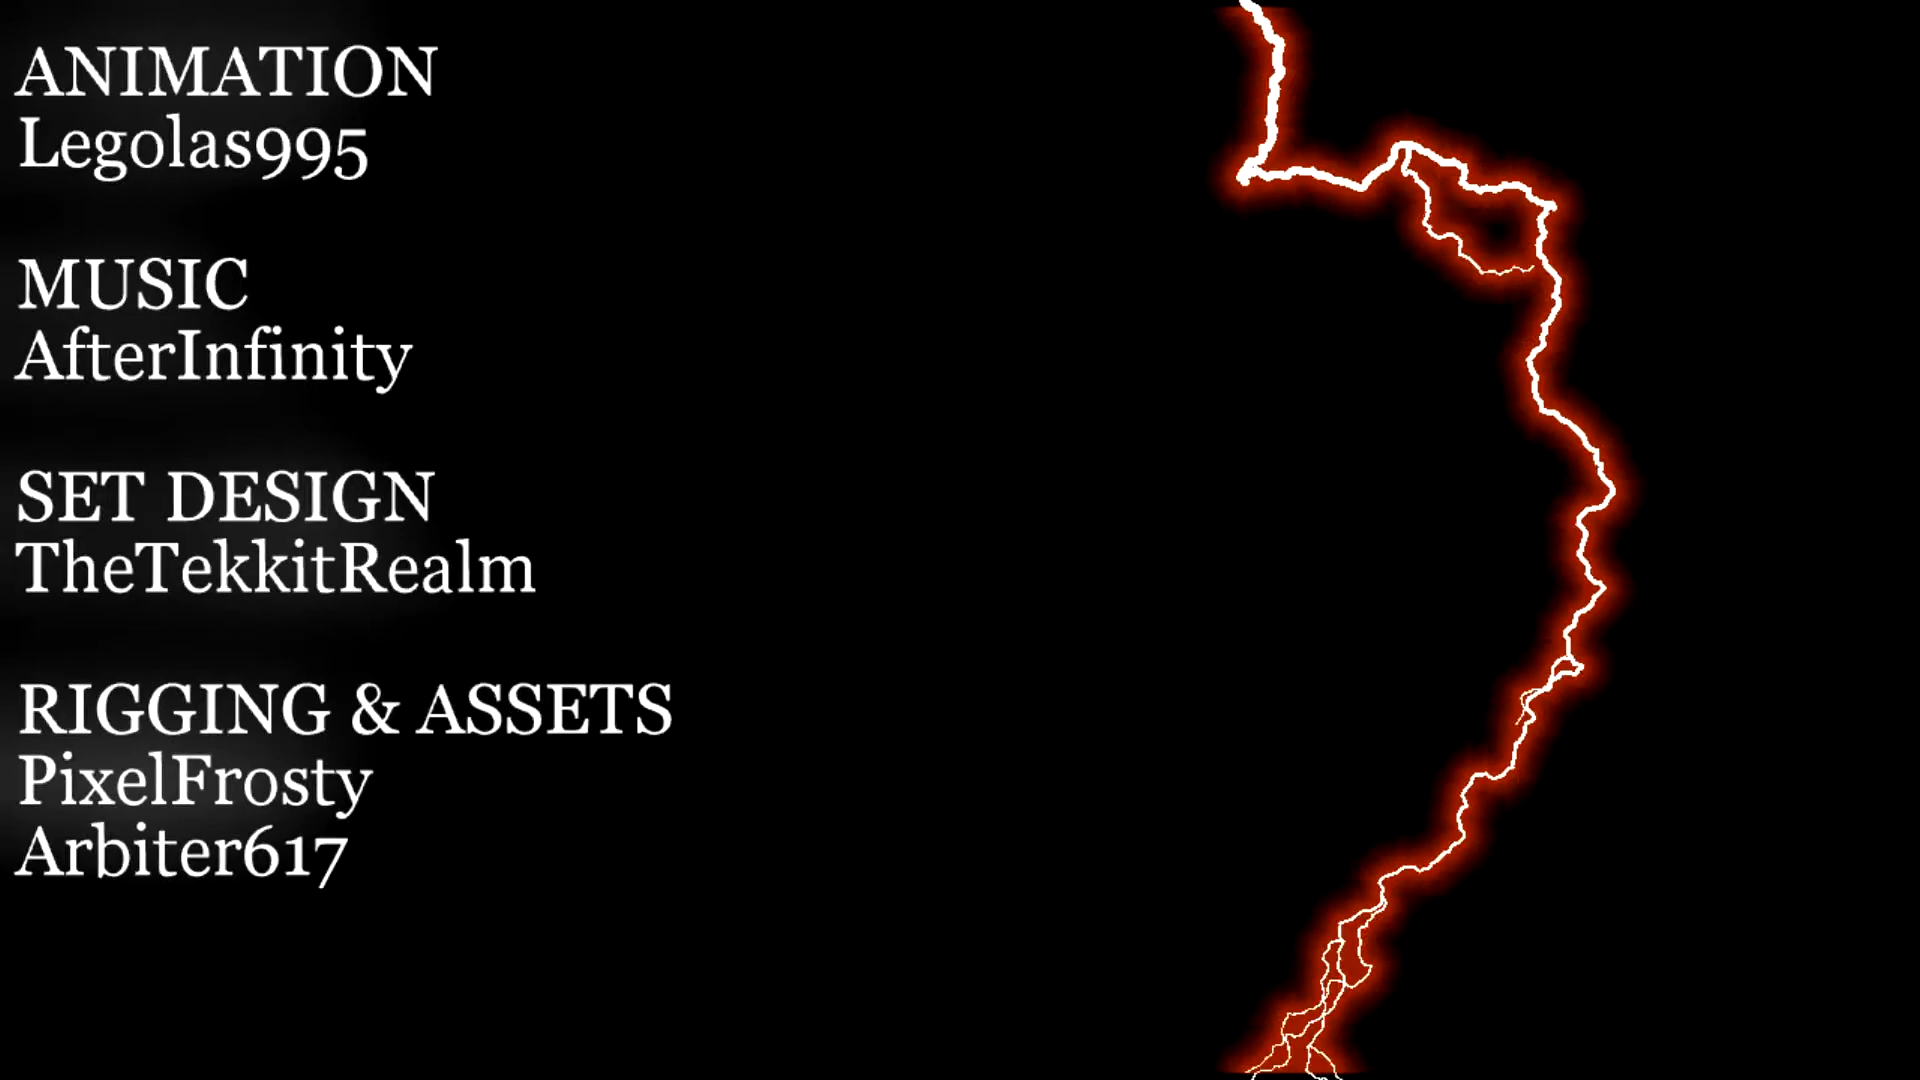 ANIMATION
Legolas995
MUSIC
AfterInfinity
SET DESIGN
TheTekkitRealm
RIGGING & ASSETS
PixelFrosty
Arbiter617